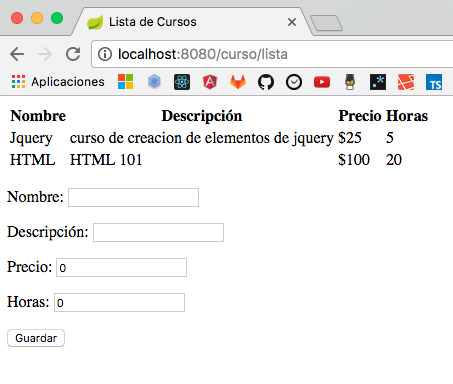 Lista de Cursos
localhost:8080/curso/lista
Aplicaciones
Nombre Descripción Precio Horas
Jquery curso de creacion de elementos de jquery $25 5
HTML HTML 101 $100 20
Nombre:
Descripción:
Precio: 0
Horas: 0
Guardar